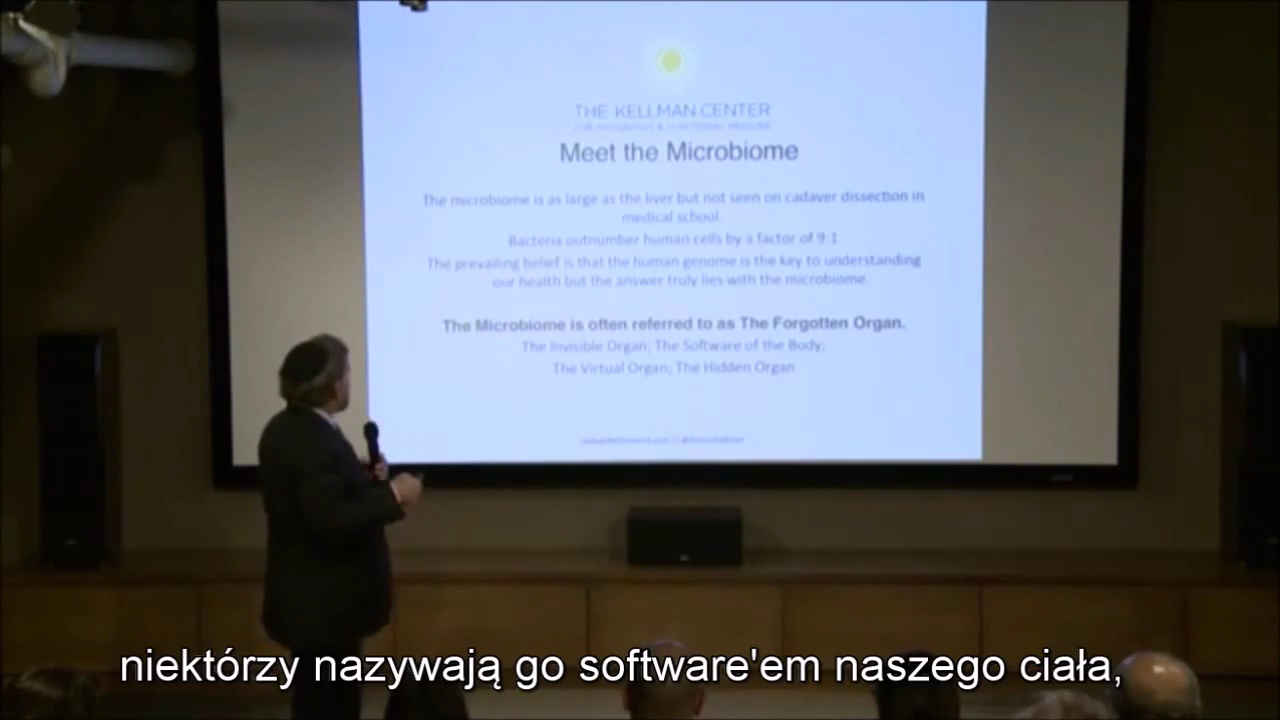 THE KELLMAN CENTER
FOR INTEGRATIVE & FUNCTIONAL MEDICINE
Meet the Microbiome
The microbiome is as large as the liver but not seen on cadaver dissection in
medical school.
Bacteria outnumber human cells by a factor of 9:1
The prevailing belief is that the human genome is the key to understanding
our health but the answer truly lies with the microbiome.
The Microbiome is often referred to as The Forgotten Organ.
The Invisible Organ; The Software of the Body;
The Virtual Organ; The Hidden Organ
niektórzy nazywają go software'em naszego ciała,